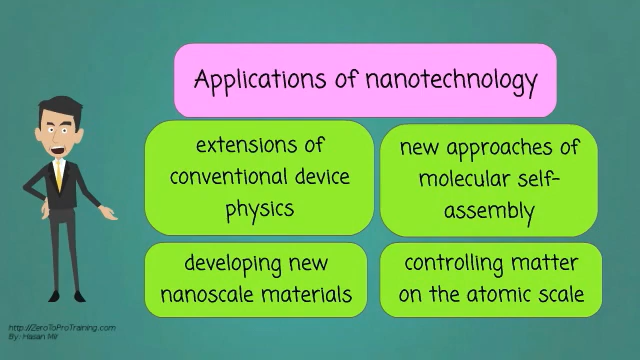 Applications of nanotechnology
extensions of
conventional device
physics
new approaches of
molecular self-
assembly
developing new
nanoscale materials
controlling matter
on the atomic scale
http://ZeroToProTraining.com
By: Hasan Mir